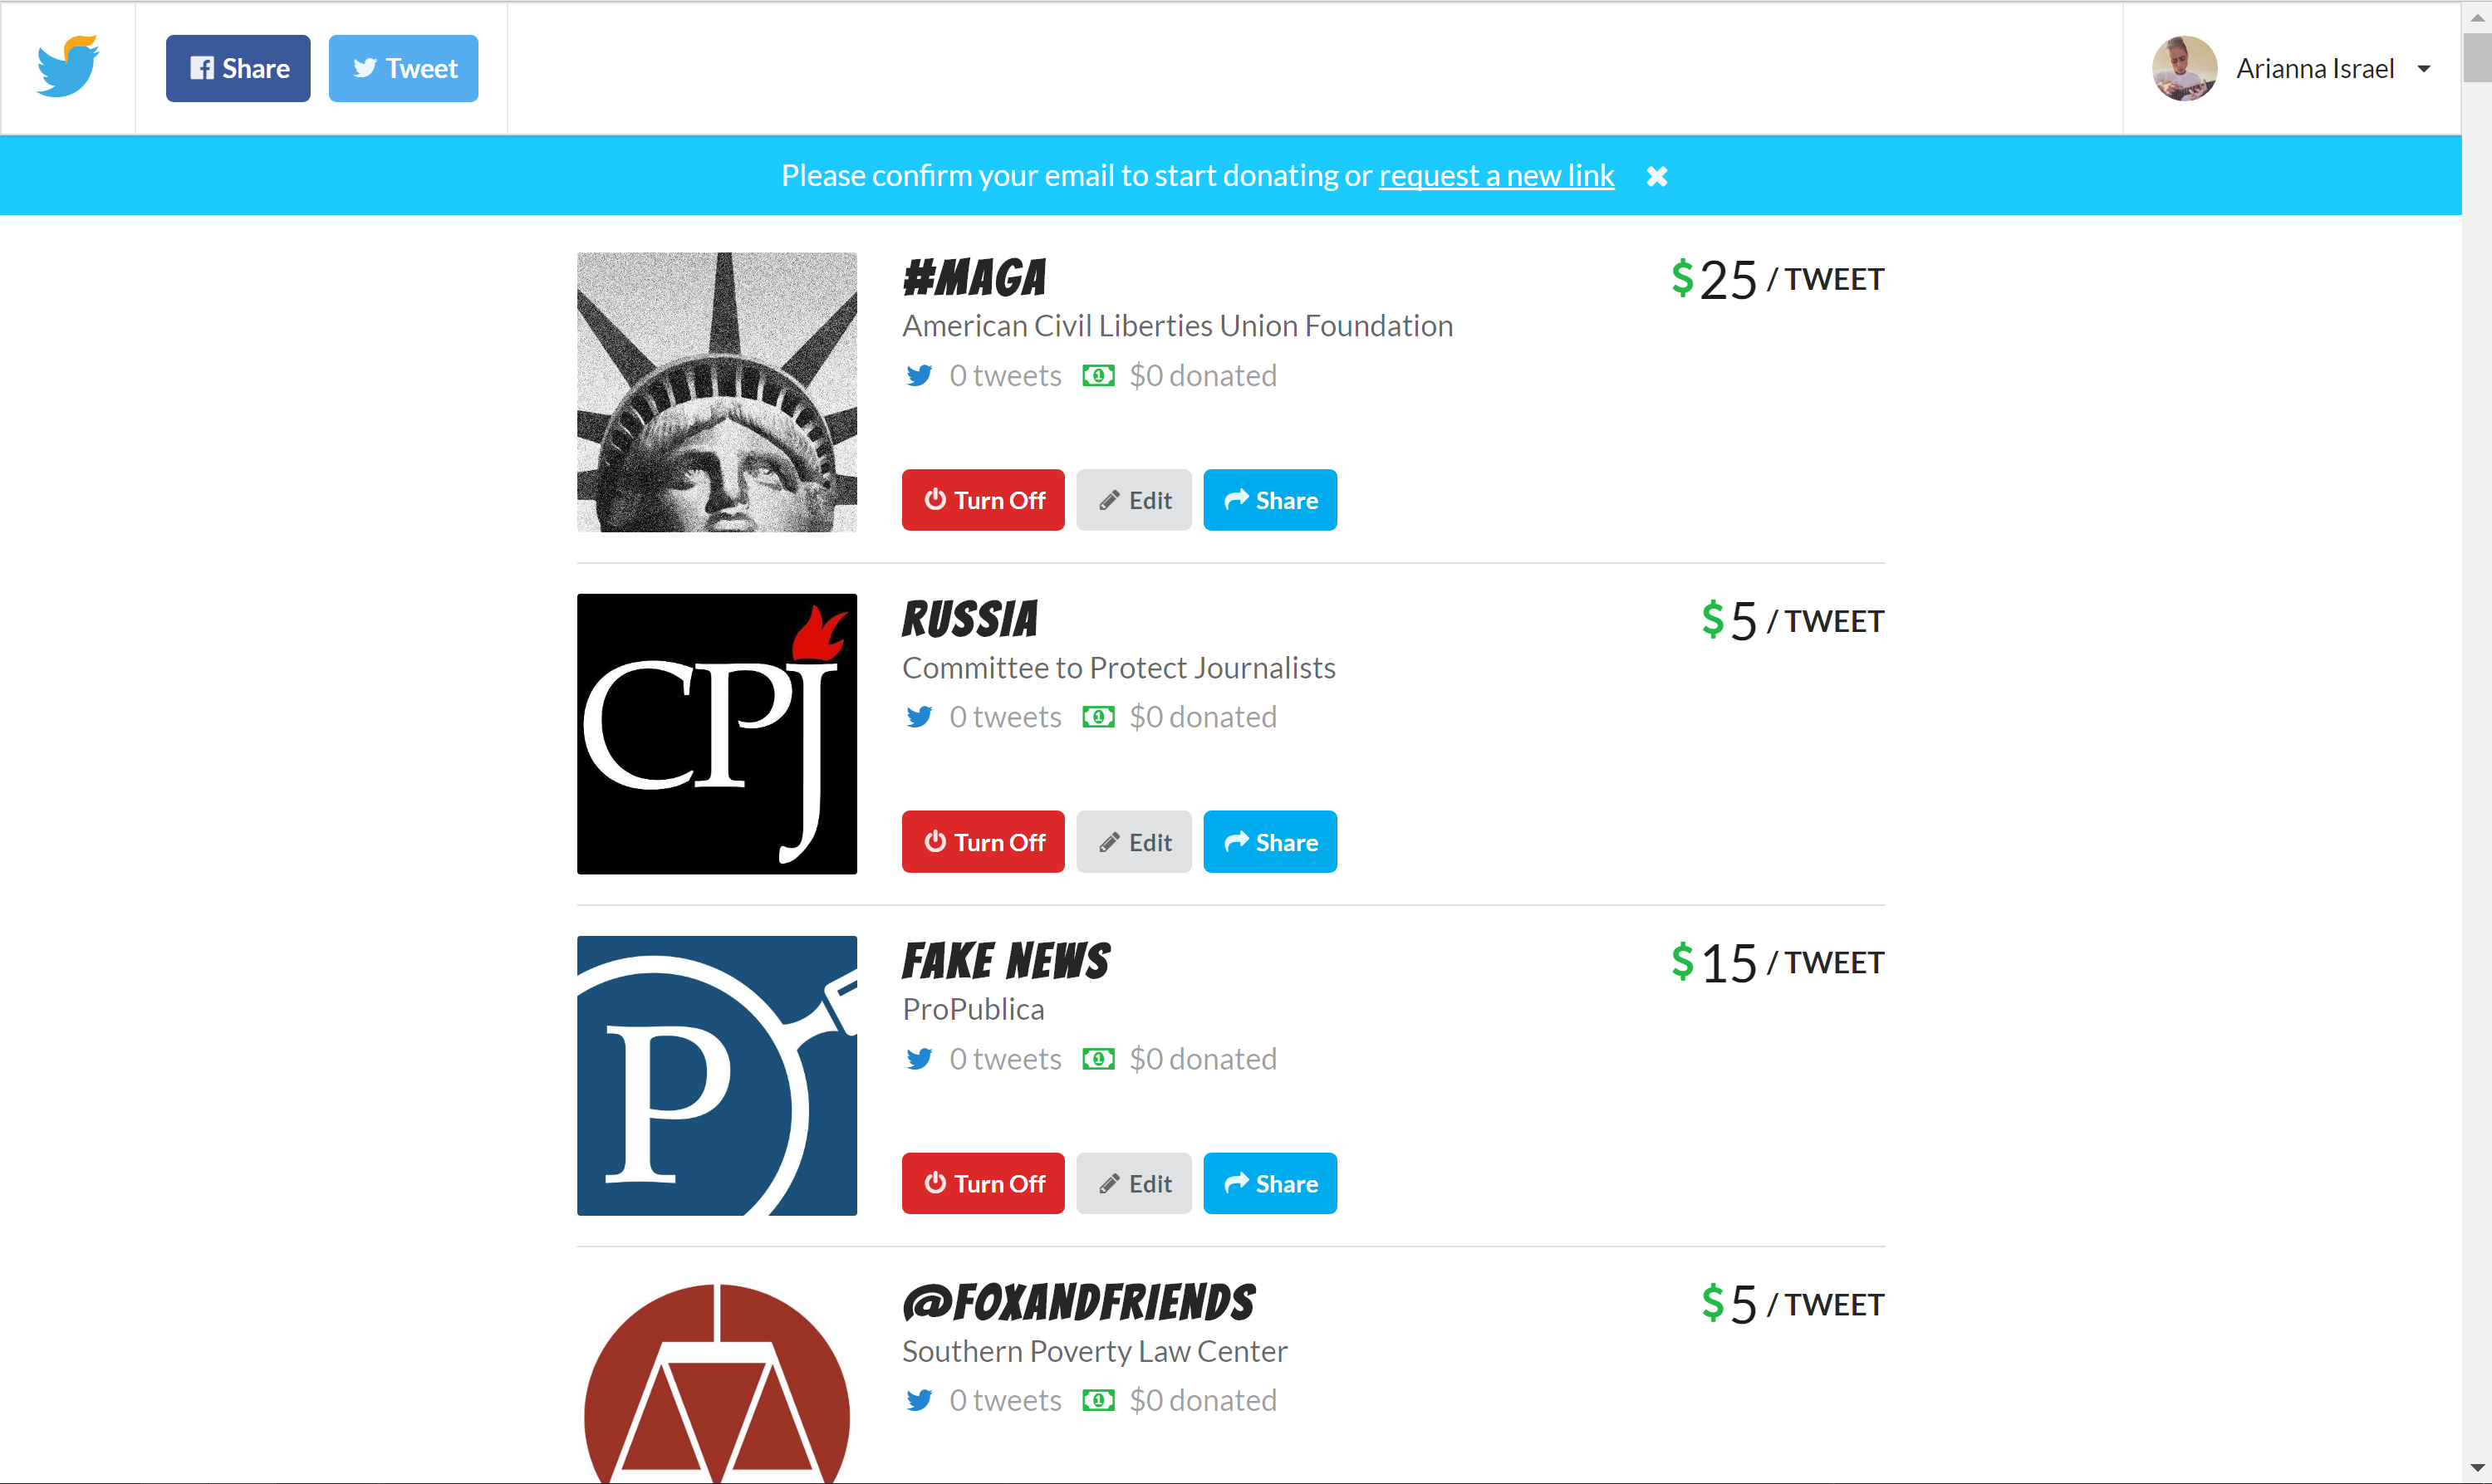 Share Tweet Arianna Israel
Please confirm your email to start donating or request a new link
#MAGA $25 / TWEET
American Civil Liberties Union Foundation
0 tweets $0 donated
Turn Off Edit Share
CPJ
RUSSIA $5 / TWEET
Committee to Protect Journalists
0 tweets $0 donated
Turn Off Edit Share
P
FAKE NEWS $15 / TWEET
ProPublica
0 tweets $0 donated
Turn Off Edit Share
@FOXANDFRIENDS $5 / TWEET
Southern Poverty Law Center
0 tweets $0 donated